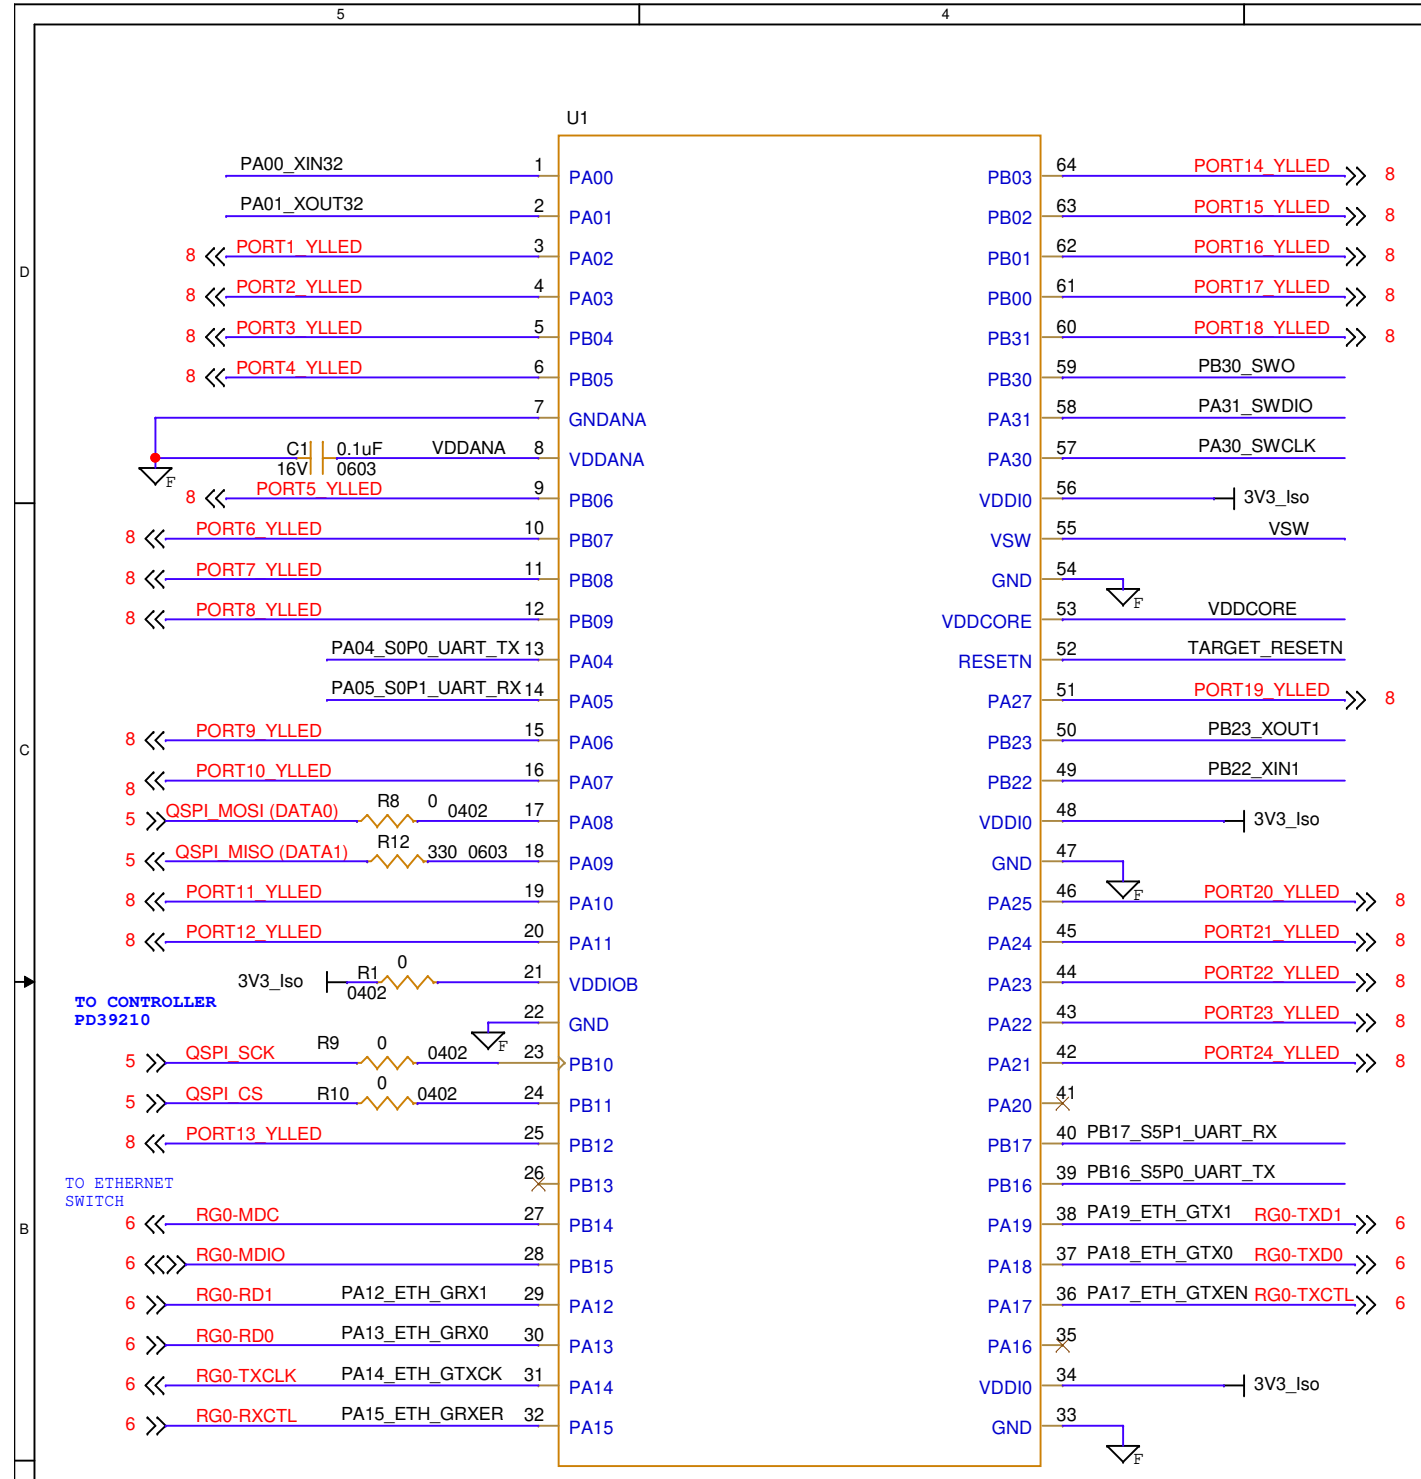 5 4
U1
PA00_XIN32 1 PA00 PB03 64 PORT14_YLLED 8
PA01_XOUT32 2 PA01 PB02 63 PORT15_YLLED 8
8 PORT1_YLLED 3 PA02 PB01 62 PORT16_YLLED 8
D
8 PORT2_YLLED 4 PA03 PB00 61 PORT17_YLLED 8
8 PORT3_YLLED 5 PB04 PB31 60 PORT18_YLLED 8
8 PORT4_YLLED 6 PB05 PB30 59 PB30_SWO
7 GNDANA PA31 58 PA31_SWDIO
C1 0.1uF VDDANA 8 VDDANA PA30 57 PA30_SWCLK
16V 0603
F
8 PORT5_YLLED 9 PB06 VDDI0 56 3V3_Iso
8 PORT6_YLLED 10 PB07 VSW 55 VSW
8 PORT7_YLLED 11 PB08 GND 54
F
8 PORT8_YLLED 12 PB09 VDDCORE 53 VDDCORE
PA04_S0P0_UART_TX 13 PA04 RESETN 52 TARGET_RESETN
PA05_S0P1_UART_RX 14 PA05 PA27 51 PORT19_YLLED 8
8 PORT9_YLLED 15 PA06 PB23 50 PB23_XOUT1
C
8 PORT10_YLLED 16 PA07 PB22 49 PB22_XIN1
5 QSPI_MOSI (DATA0) R8 0 0402 17 PA08 VDDI0 48 3V3_Iso
5 QSPI_MISO (DATA1) R12 330 0603 18 PA09 GND 47
F
8 PORT11_YLLED 19 PA10 PA25 46 PORT20_YLLED 8
8 PORT12_YLLED 20 PA11 PA24 45 PORT21_YLLED 8
3V3_Iso R1 0 0402 21 VDDIOB PA23 44 PORT22_YLLED 8
TO CONTROLLER
PD39210
22 GND PA22 43 PORT23_YLLED 8
F
5 QSPI_SCK R9 0 0402 23 PB10 PA21 42 PORT24_YLLED 8
5 QSPI_CS R10 0 0402 24 PB11 PA20 41
8 PORT13_YLLED 25 PB12 PB17 40 PB17_S5P1_UART_RX
TO ETHERNET
SWITCH
26 PB13 PB16 39 PB16_S5P0_UART_TX
6 RG0-MDC 27 PB14 PA19 38 PA19_ETH_GTX1 RG0-TXD1 6
B
6 RG0-MDIO 28 PB15 PA18 37 PA18_ETH_GTX0 RG0-TXD0 6
6 RG0-RD1 PA12_ETH_GRX1 29 PA12 PA17 36 PA17_ETH_GTXEN RG0-TXCTL 6
6 RG0-RD0 PA13_ETH_GRX0 30 PA13 PA16 35
6 RG0-TXCLK PA14_ETH_GTXCK 31 PA14 VDDI0 34 3V3_Iso
6 RG0-RXCTL PA15_ETH_GRXER 32 PA15 GND 33
F